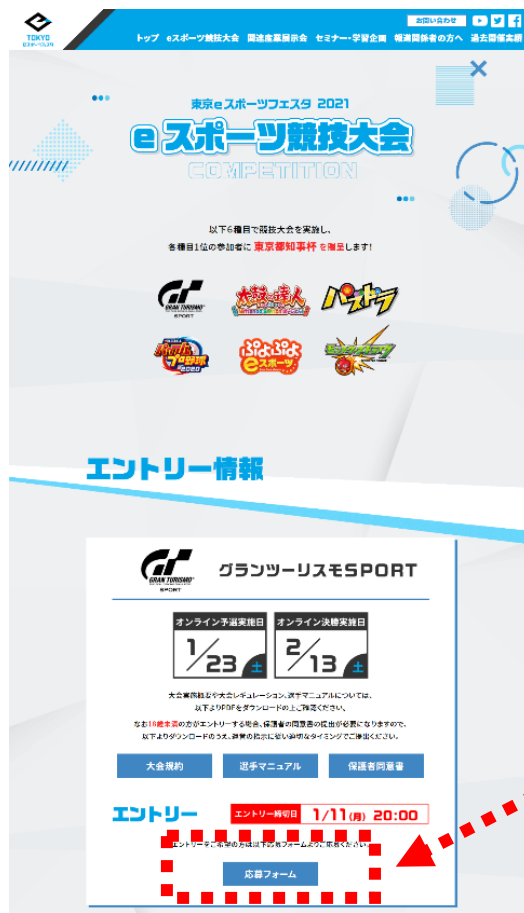 TOKYO
お問い合わせ
トップ eスポーツ競技大会 関連産業展示会 セミナー・学習企画 報道関係者の方へ 過去開催実績
東京eスポーツフェスタ 2021
eスポーツ競技大会
COMPETITION
以下6種目で競技大会を実施し、
各種目1位の参加者に 東京都知事杯 を贈呈します!
GT
GRAN TURISMO
SPORT
太鼓の達人
パズドラ
プロ野球
2020
ぷよぷよ
eスポーツ
モンスターストライク
エントリー情報
GT
GRAN TURISMO
SPORT
グランツーリスモSPORT
オンライン予選実施日
1/23 土
オンライン決勝実施日
2/13 土
大会実施概要や大会レギュレーション、選手マニュアルについては、
以下よりPDFをダウンロードの上ご確認ください。
なお18歳未満の方がエントリーする場合、保護者の同意書の提出が必要になりますので、
以下よりダウンロードのうえ、運営の指示に従い適切なタイミングでご提出ください。
大会規約
選手マニュアル
保護者同意書
エントリー
エントリー締切日 1/11(月) 20:00
エントリーをご希望の方は以下応募フォームよりご応募ください。
応募フォーム